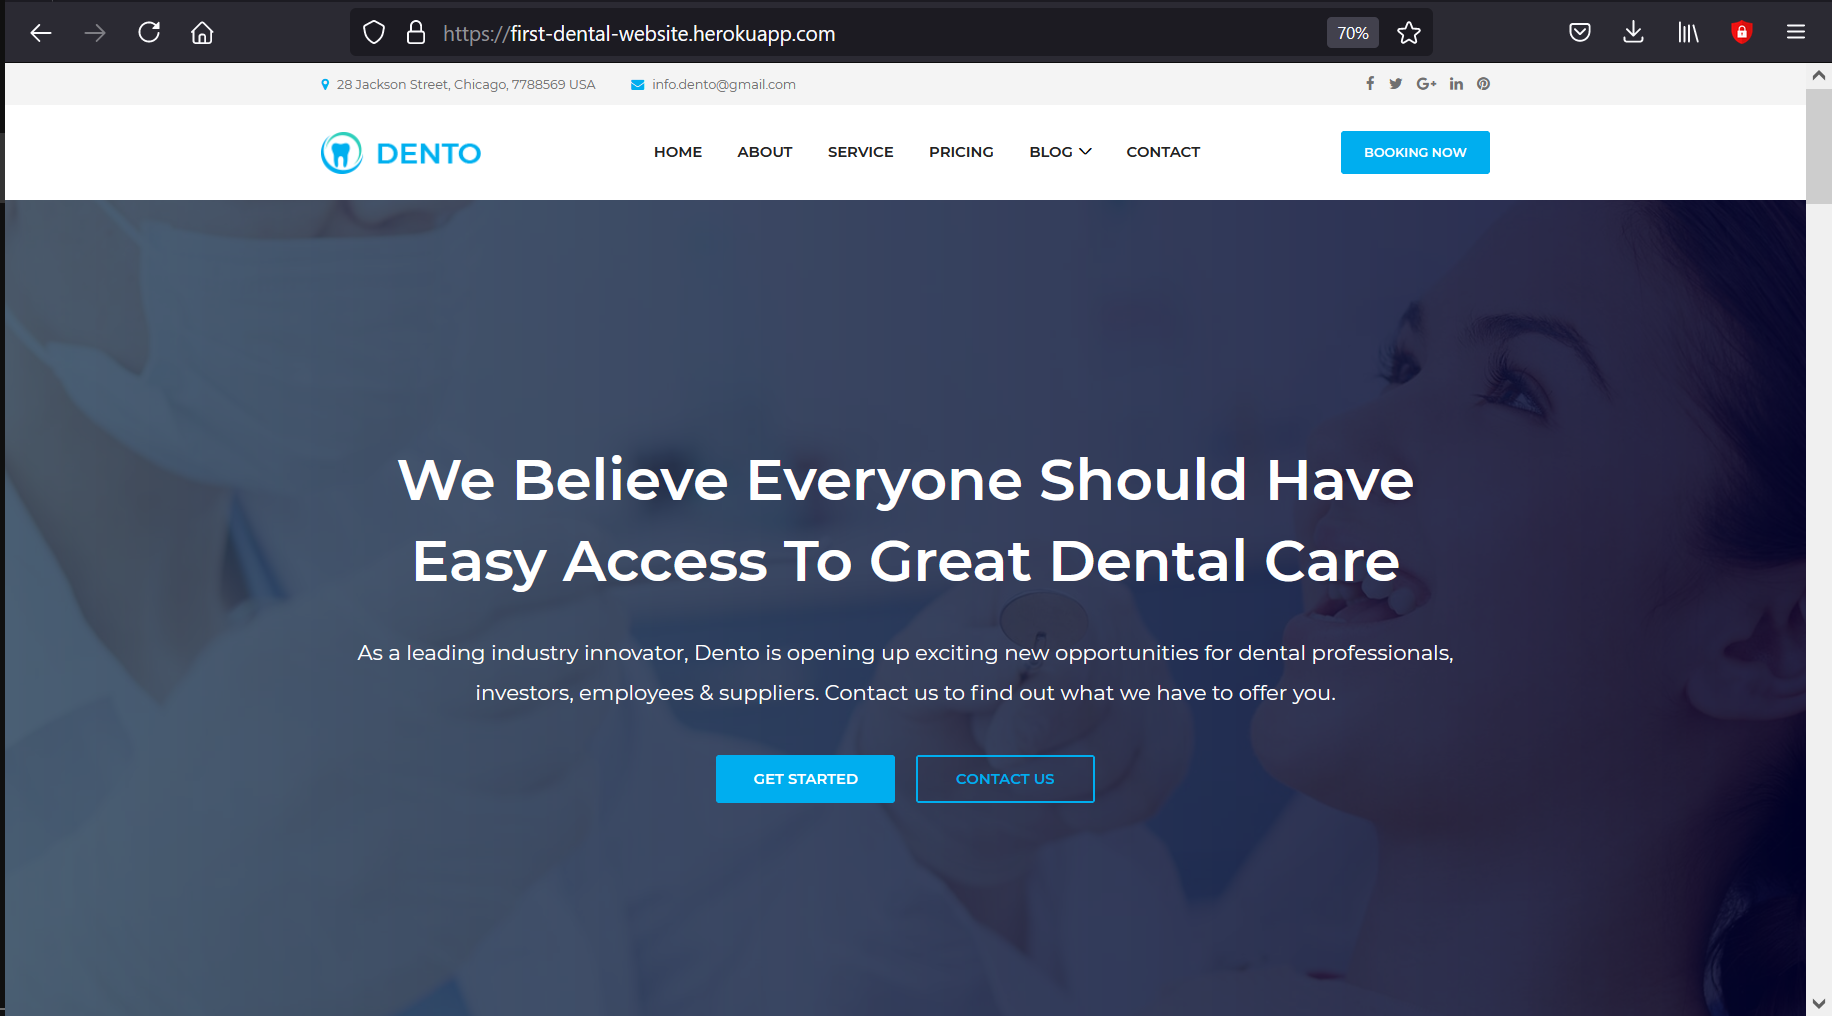 https://first-dental-website.herokuapp.com
70%
28 Jackson Street, Chicago, 7788569 USA
info.dento@gmail.com
DENTO
HOME
ABOUT
SERVICE
PRICING
BLOG
CONTACT
BOOKING NOW
We Believe Everyone Should Have
Easy Access To Great Dental Care
As a leading industry innovator, Dento is opening up exciting new opportunities for dental professionals,
investors, employees & suppliers. Contact us to find out what we have to offer you.
GET STARTED
CONTACT US